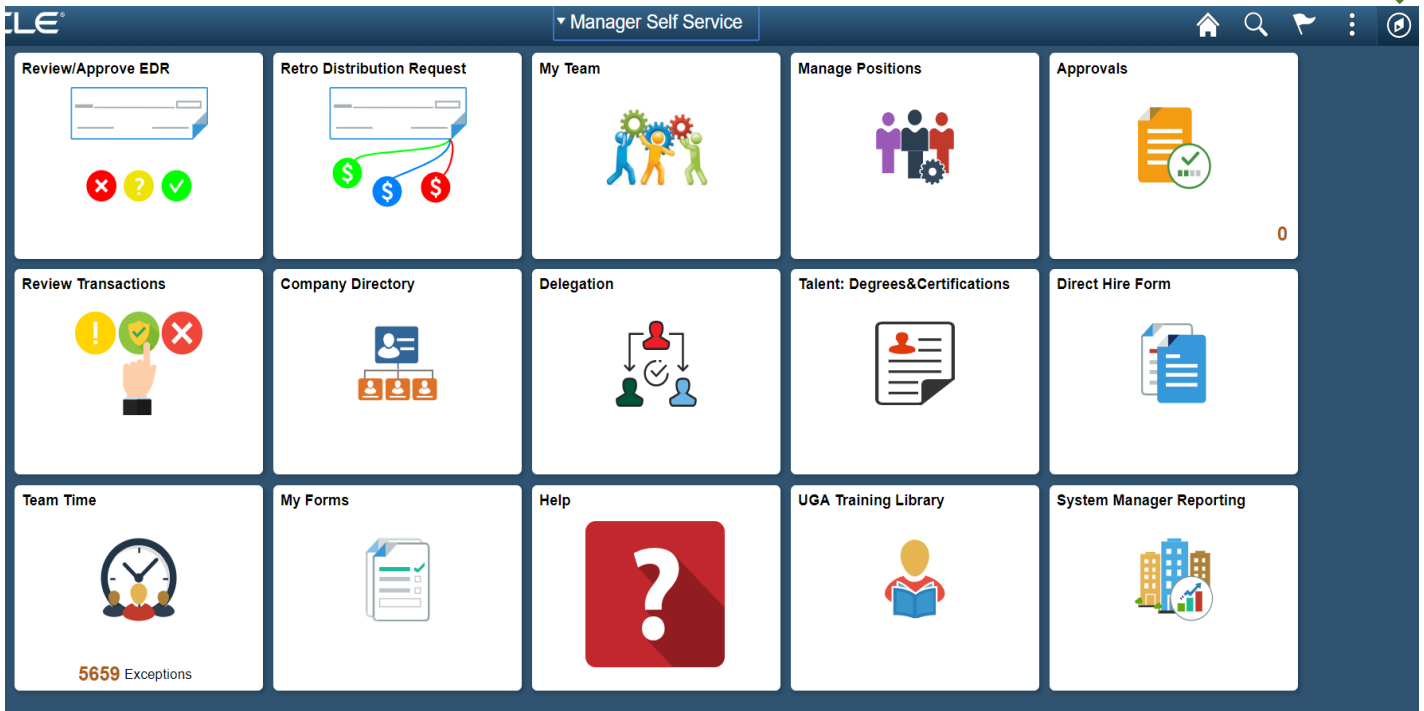 CLE®
Manager Self Service
Review/Approve EDR
Retro Distribution Request
My Team
Manage Positions
Approvals
$ $ $
?
0
Review Transactions
Company Directory
Delegation
Talent: Degrees&Certifications
Direct Hire Form
!
Team Time
My Forms
Help
UGA Training Library
System Manager Reporting
?
5659 Exceptions